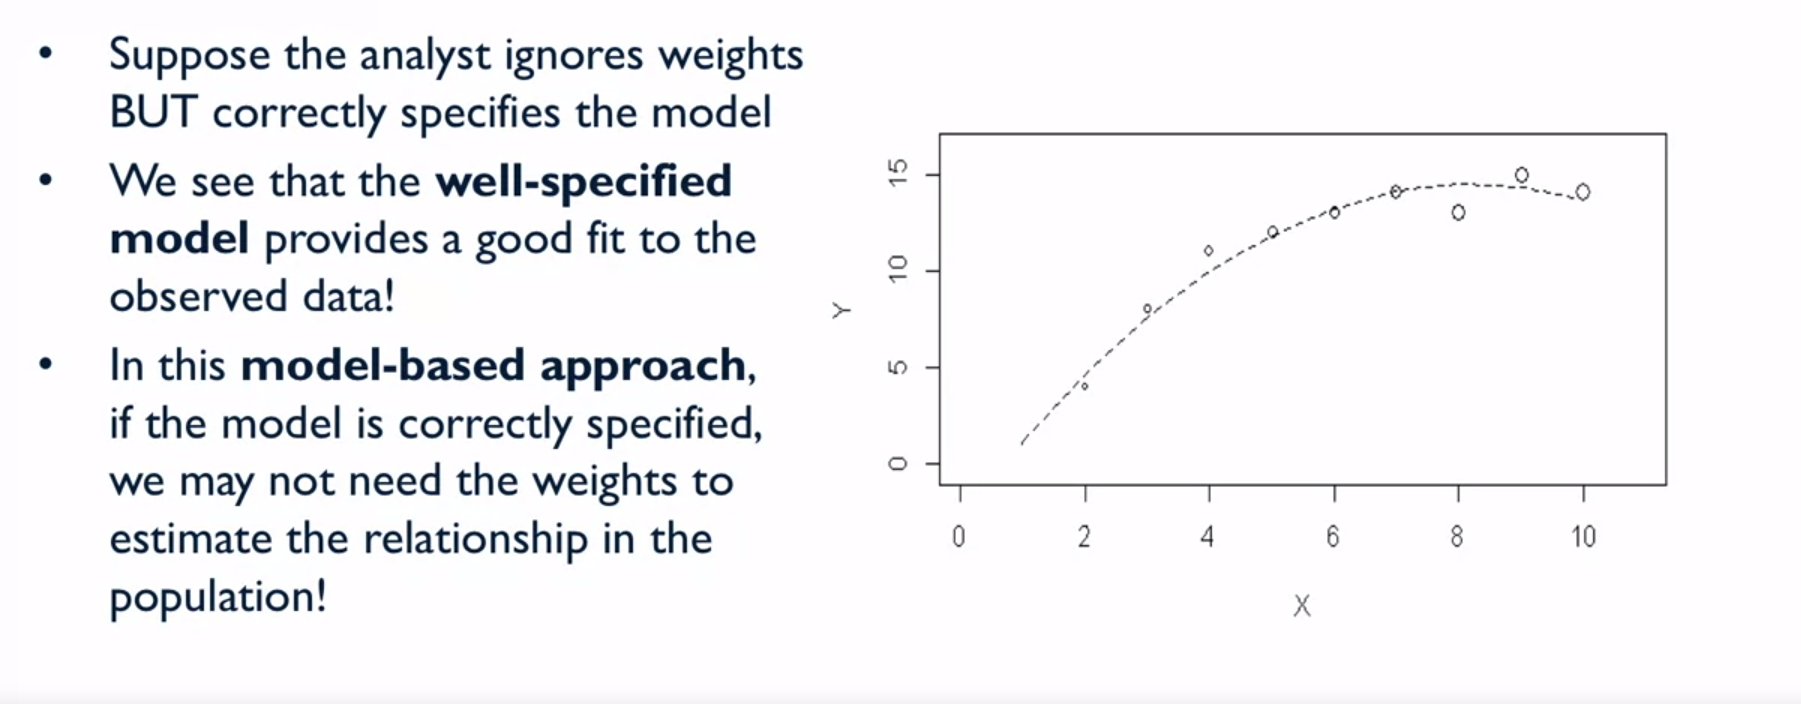 • Suppose the analyst ignores weights
BUT correctly specifies the model
• We see that the well-specified
model provides a good fit to the
observed data!
• In this model-based approach,
if the model is correctly specified,
we may not need the weights to
estimate the relationship in the
population!
15
10
5
0
Y
0 2 4 6 8 10
X